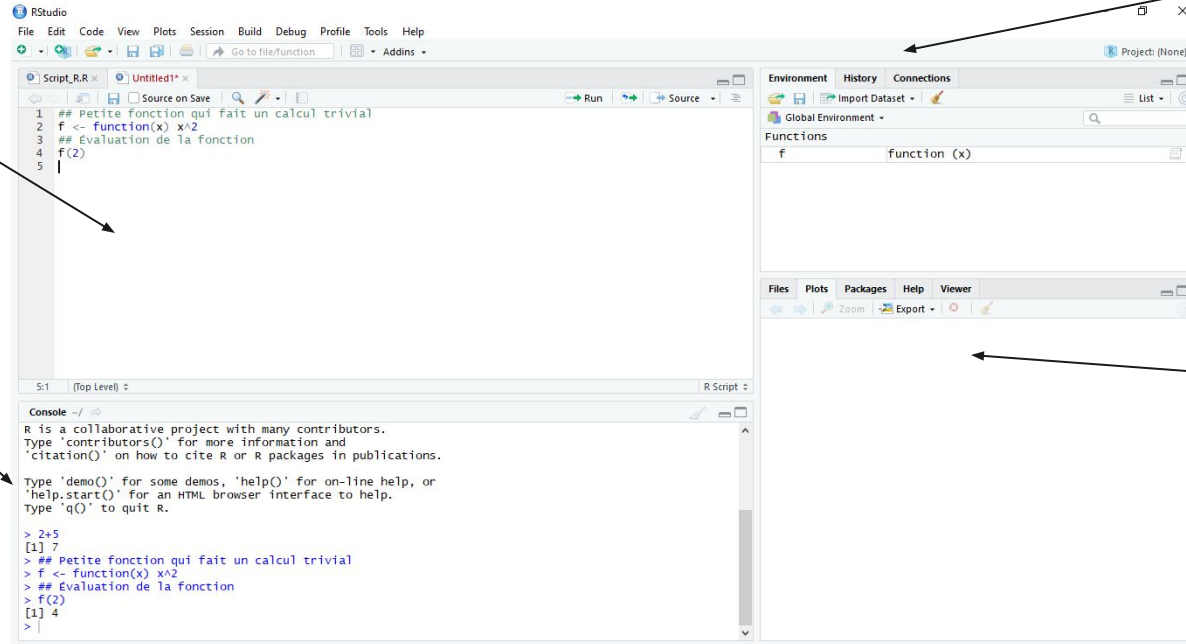 RStudio
File Edit Code View Plots Session Build Debug Profile Tools Help
Go to file/function Addins Project: (None)
Script_R.R × Untitled1* ×
Source on Save Run Source
1 ## Petite fonction qui fait un calcul trivial
2 f <- function(x) x^2
3 ## Évaluation de la fonction
4 f(2)
5
5:1 (Top Level) R Script
Console ~/
R is a collaborative project with many contributors.
Type 'contributors()' for more information and
'citation()' on how to cite R or R packages in publications.
Type 'demo()' for some demos, 'help()' for on-line help, or
'help.start()' for an HTML browser interface to help.
Type 'q()' to quit R.
> 2+5
[1] 7
> ## Petite fonction qui fait un calcul trivial
> f <- function(x) x^2
> ## Évaluation de la fonction
> f(2)
[1] 4
>
Environment History Connections
Import Dataset List
Global Environment
Functions
f function (x)
Files Plots Packages Help Viewer
Zoom Export